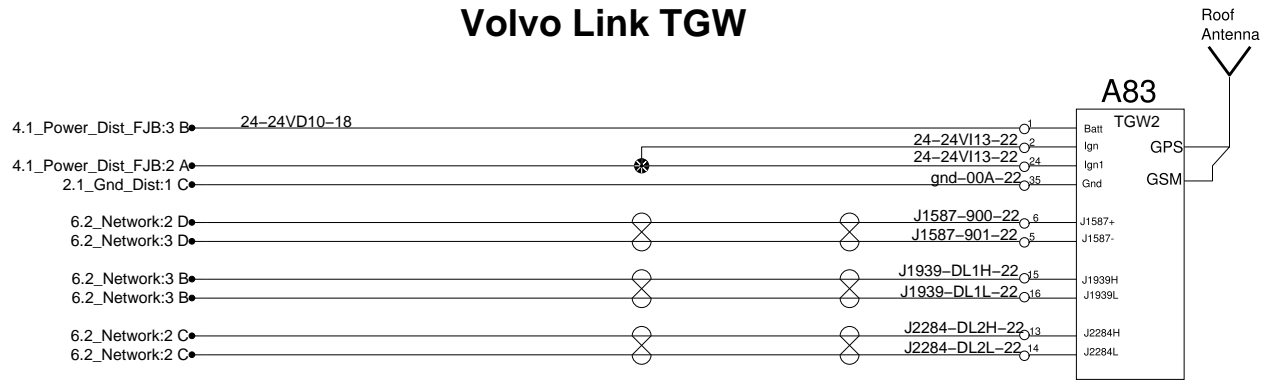 Volvo Link TGW
Roof
Antenna
A83
TGW2
4.1_Power_Dist_FJB:3 B 24-24VD10-18 1 Batt
24-24VI13-22 2 Ign GPS
4.1_Power_Dist_FJB:2 A 24-24VI13-22 24 Ign1
2.1_Gnd_Dist:1 C gnd-00A-22 35 Gnd GSM
6.2_Network:2 D J1587-900-22 6 J1587+
6.2_Network:3 D J1587-901-22 5 J1587-
6.2_Network:3 B J1939-DL1H-22 15 J1939H
6.2_Network:3 B J1939-DL1L-22 16 J1939L
6.2_Network:2 C J2284-DL2H-22 13 J2284H
6.2_Network:2 C J2284-DL2L-22 14 J2284L